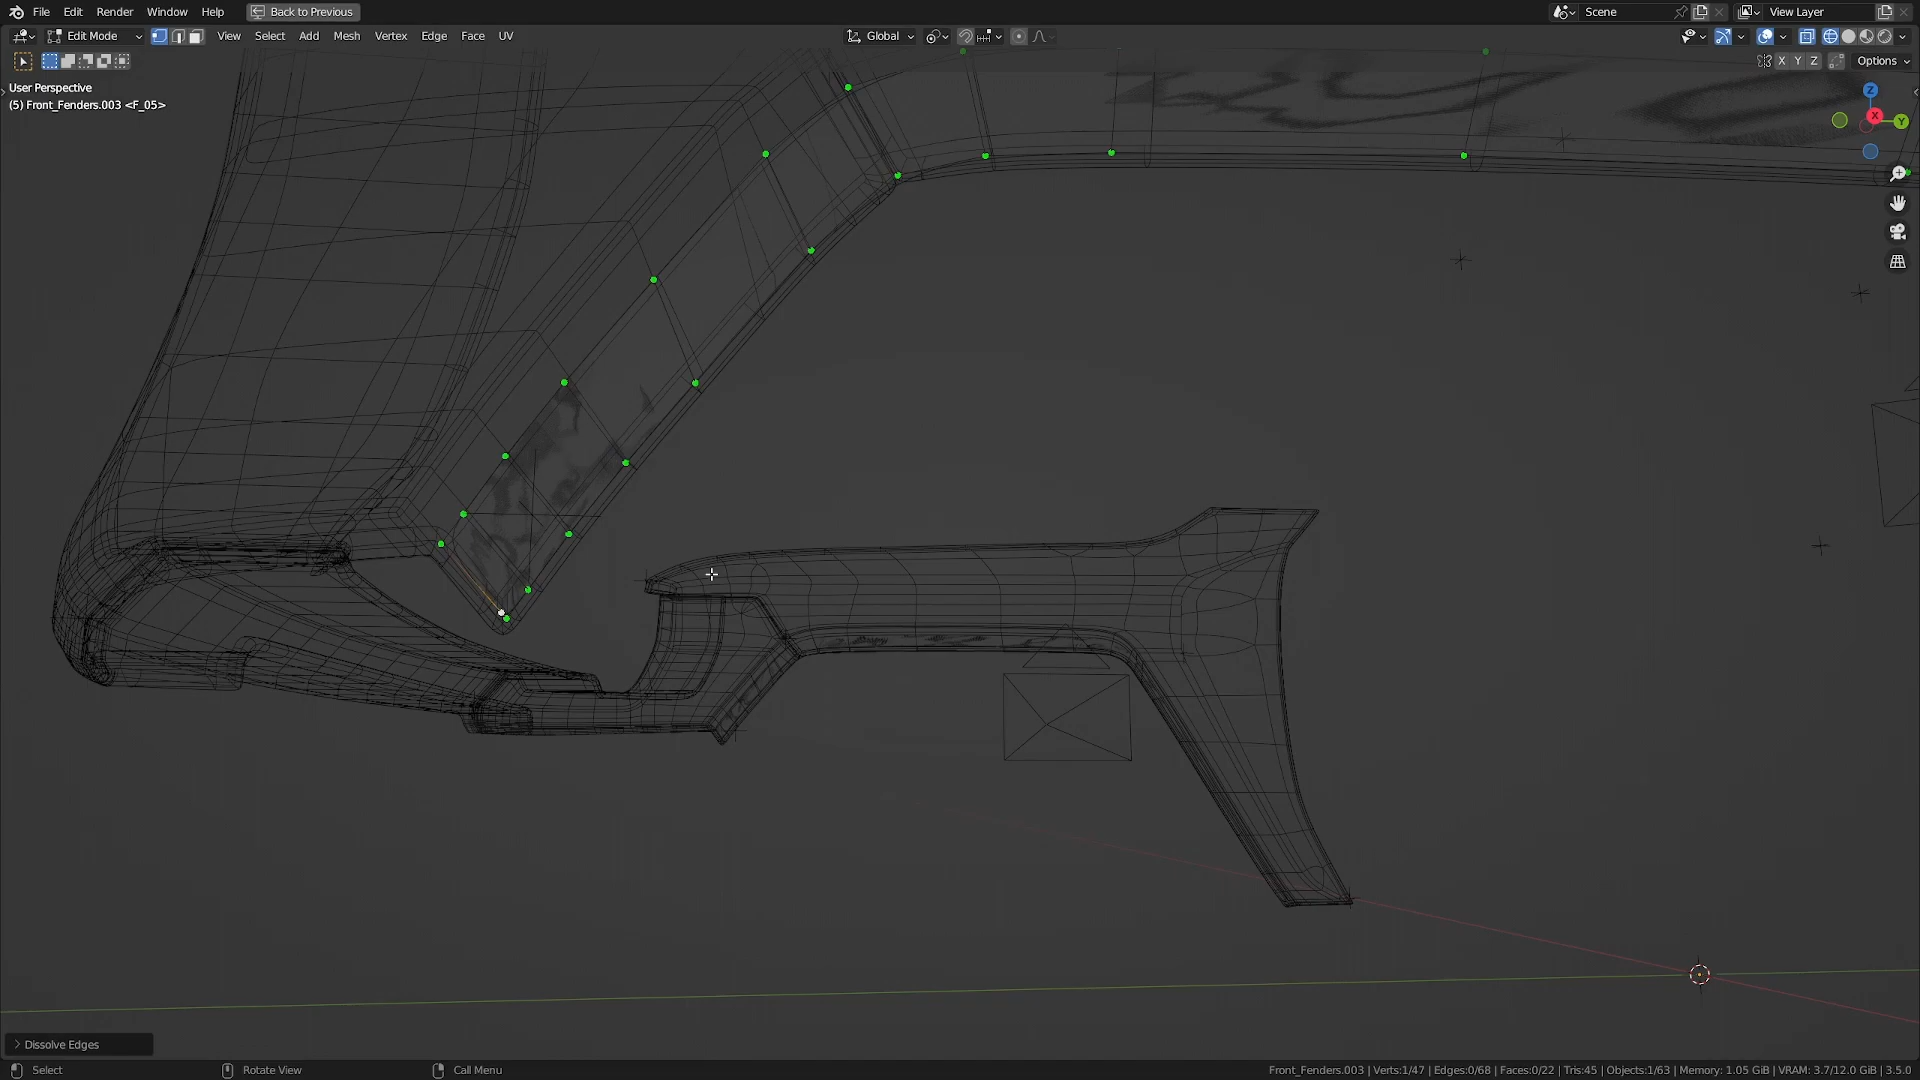 File Edit Render Window Help Back to Previous Scene View Layer
Edit Mode View Select Add Mesh Vertex Edge Face UV Global
X Y Z Options
User Perspective
(5) Front_Fenders.003 <F_05>
Z
X
Y
> Dissolve Edges
Select Rotate View Call Menu Front_Fenders.003 | Verts:1/47 | Edges:0/68 | Faces:0/22 | Tris:45 | Objects:1/63 | Memory: 1.05 GiB | VRAM: 3.7/12.0 GiB | 3.5.0